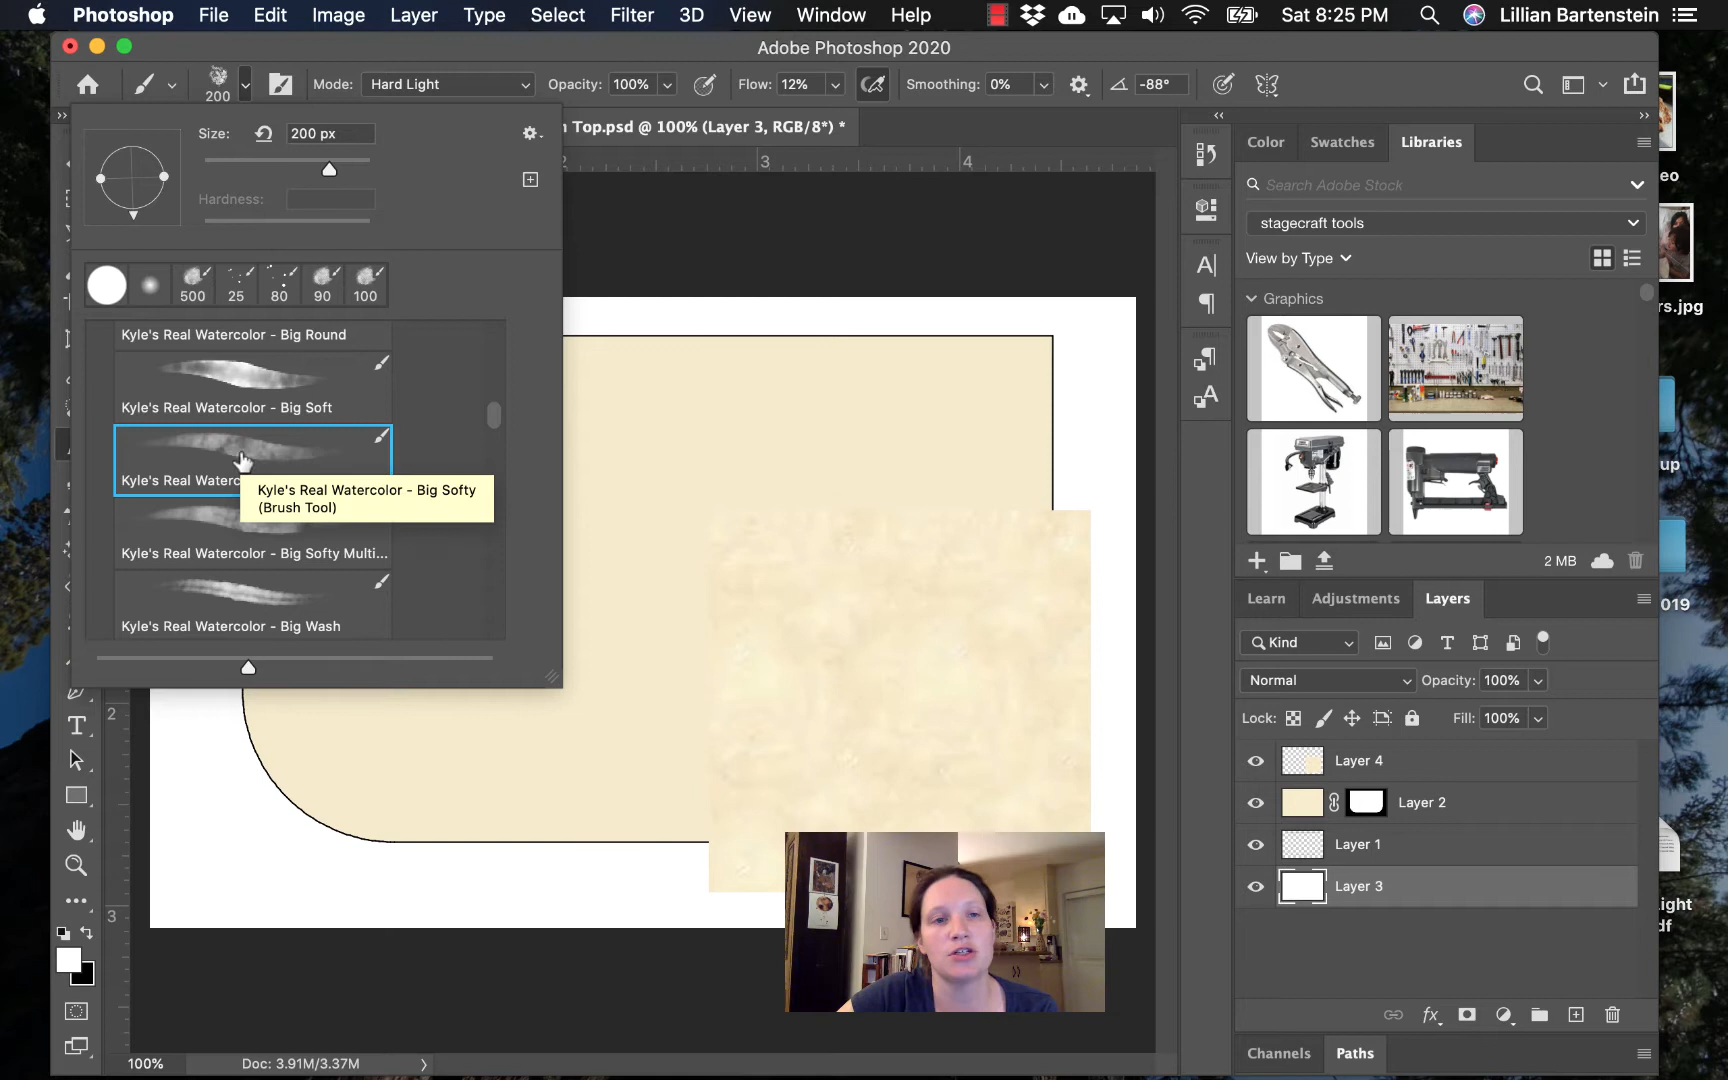 Photoshop File Edit Image Layer Type Select Filter 3D View Window Help Sat 8:25 PM Lillian Bartenstein
Adobe Photoshop 2020
200 Mode: Hard Light Opacity: 100% Flow: 12% Smoothing: 0% -88°
n Top.psd @ 100% (Layer 3, RGB/8*) *
Size: 200 px
Hardness:
3 4
500 25 80 90 100
Kyle's Real Watercolor - Big Round
Kyle's Real Watercolor - Big Soft
Kyle's Real Waterc
Kyle's Real Watercolor - Big Softy
(Brush Tool)
Kyle's Real Watercolor - Big Softy Multi...
Kyle's Real Watercolor - Big Wash
2
3
100% Doc: 3.91M/3.37M
Color Swatches Libraries
Search Adobe Stock
stagecraft tools
View by Type
Graphics
2 MB
Learn Adjustments Layers
Kind
Normal Opacity: 100%
Lock: Fill: 100%
Layer 4
Layer 2
Layer 1
Layer 3
Channels Paths
eo
rs.jpg
up
019
ight
df